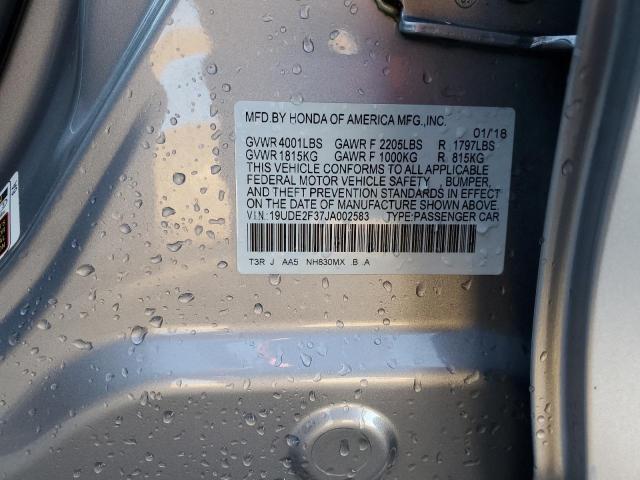 MFD.BY HONDA OF AMERICA MFG.,INC.
01/18
GVWR 4001LBS GAWR F 2205LBS R 1797LBS
GVWR 1815KG GAWR F 1000KG R 815KG
THIS VEHICLE CONFORMS TO ALL APPLICABLE
FEDERAL MOTOR VEHICLE SAFETY , BUMPER,
AND THEFT PREVENTION STANDARDS IN EFFECT
ON THE DATE OF MANUFACTURE SHOWN ABOVE.
V.I.N:19UDE2F37JA002583 TYPE:PASSENGER CAR
T3R J AA5 NH830MX .B .A